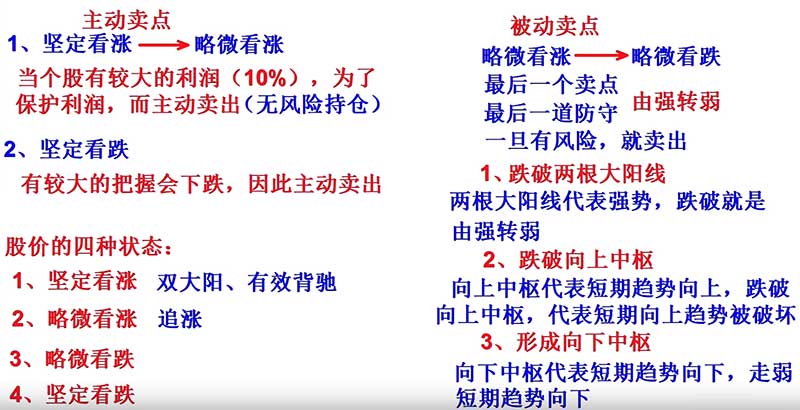 主动卖点
1、坚定看涨 略微看涨
当个股有较大的利润（10%），为了
保护利润，而主动卖出（无风险持仓）
2、坚定看跌
有较大的把握会下跌，因此主动卖出
股价的四种状态：
1、坚定看涨 双大阳、有效背驰
2、略微看涨 追涨
3、略微看跌
4、坚定看跌
被动卖点
略微看涨 略微看跌
最后一个卖点
最后一道防守
由强转弱
一旦有风险，就卖出
1、跌破两根大阳线
两根大阳线代表强势，跌破就是
由强转弱
2、跌破向上中枢
向上中枢代表短期趋势向上，跌破
向上中枢，代表短期向上趋势被破坏
3、形成向下中枢
向下中枢代表短期趋势向下，走弱
短期趋势向下